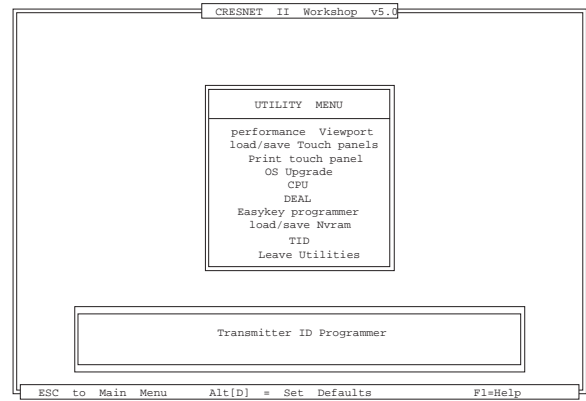 CRESNET II Workshop v5.0
UTILITY MENU
performance Viewport
load/save Touch panels
Print touch panel
OS Upgrade
CPU
DEAL
Easykey programmer
load/save Nvram
TID
Leave Utilities
Transmitter ID Programmer
ESC to Main Menu Alt[D] = Set Defaults F1=Help